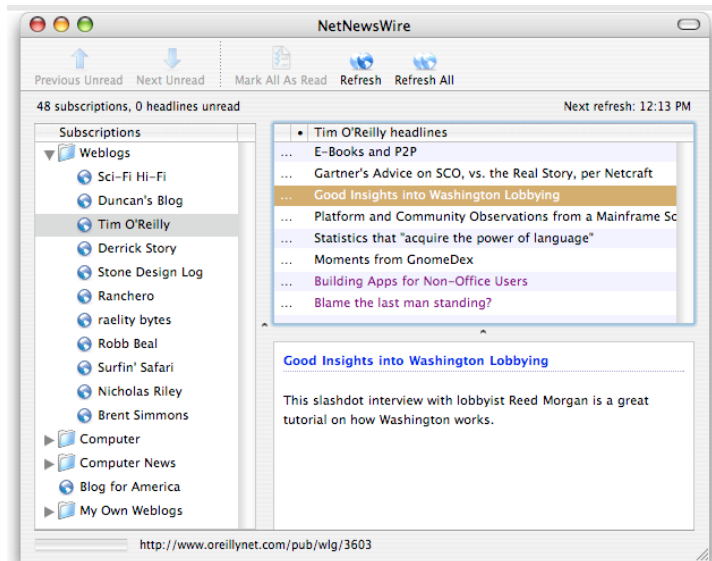 NetNewsWire
Previous Unread Next Unread Mark All As Read Refresh Refresh All
48 subscriptions, 0 headlines unread Next refresh: 12:13 PM
Subscriptions
Weblogs
Sci-Fi Hi-Fi
Duncan's Blog
Tim O'Reilly
Derrick Story
Stone Design Log
Ranchero
raelity bytes
Robb Beal
Surfin' Safari
Nicholas Riley
Brent Simmons
Computer
Computer News
Blog for America
My Own Weblogs
• Tim O'Reilly headlines
... E-Books and P2P
... Gartner's Advice on SCO, vs. the Real Story, per Netcraft
... Good Insights into Washington Lobbying
... Platform and Community Observations from a Mainframe Sc
... Statistics that "acquire the power of language"
... Moments from GnomeDex
... Building Apps for Non-Office Users
... Blame the last man standing?
Good Insights into Washington Lobbying
This slashdot interview with lobbyist Reed Morgan is a great
tutorial on how Washington works.
http://www.oreillynet.com/pub/wlg/3603